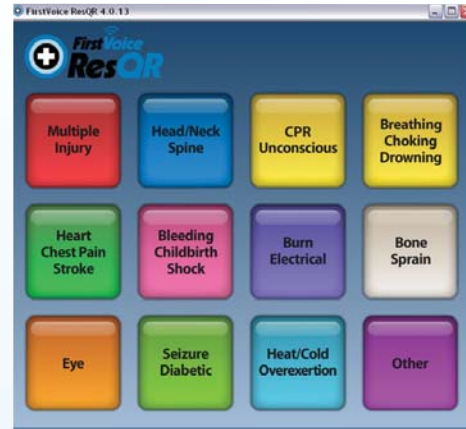 FirstVoice ResQR 4.0.13
FirstVoice
ResQR
Multiple
Injury
Head/Neck
Spine
CPR
Unconscious
Breathing
Choking
Drowning
Heart
Chest Pain
Stroke
Bleeding
Childbirth
Shock
Burn
Electrical
Bone
Sprain
Eye
Seizure
Diabetic
Heat/Cold
Overexertion
Other